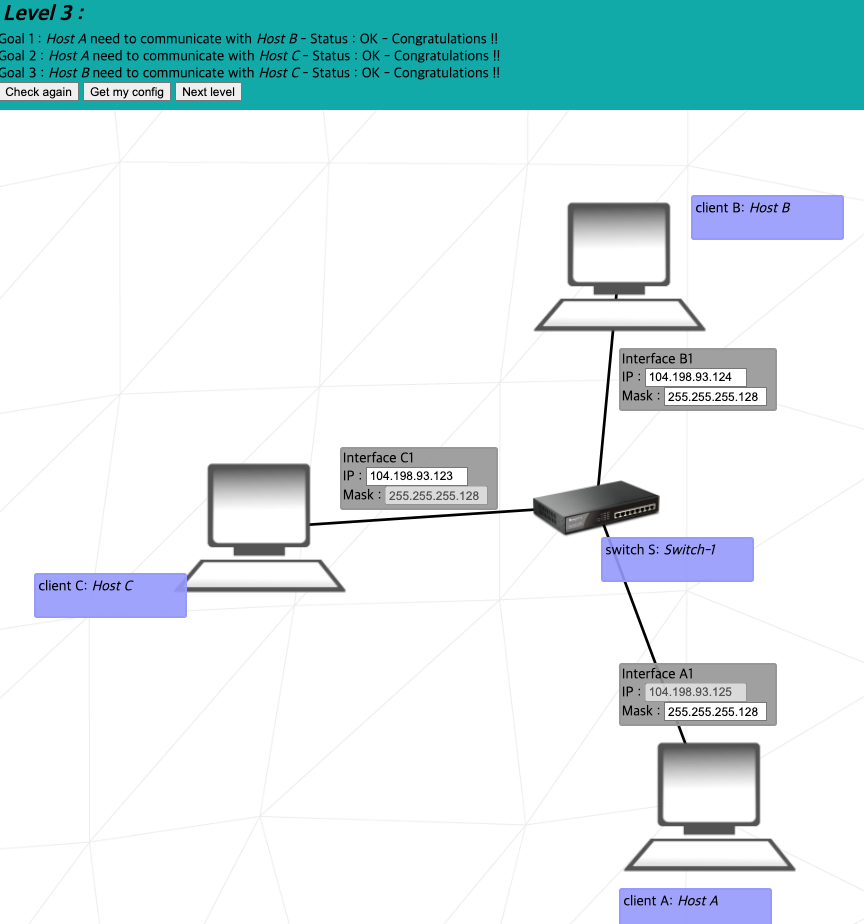 Level 3 :
Goal 1 : Host A need to communicate with Host B - Status : OK - Congratulations !!
Goal 2 : Host A need to communicate with Host C - Status : OK - Congratulations !!
Goal 3 : Host B need to communicate with Host C - Status : OK - Congratulations !!
Check again Get my config Next level
client B: Host B
Interface B1
IP : 104.198.93.124
Mask : 255.255.255.128
Interface C1
IP : 104.198.93.123
Mask : 255.255.255.128
switch S: Switch-1
client C: Host C
Interface A1
IP : 104.198.93.125
Mask : 255.255.255.128
client A: Host A